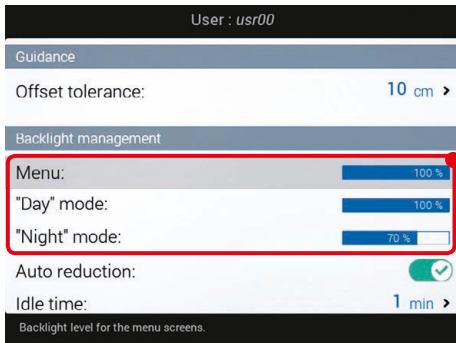 User : usr00
Guidance
Offset tolerance: 10 cm >
Backlight management
Menu: 100 %
"Day" mode: 100 %
"Night" mode: 70 %
Auto reduction:
Idle time: 1 min >
Backlight level for the menu screens.